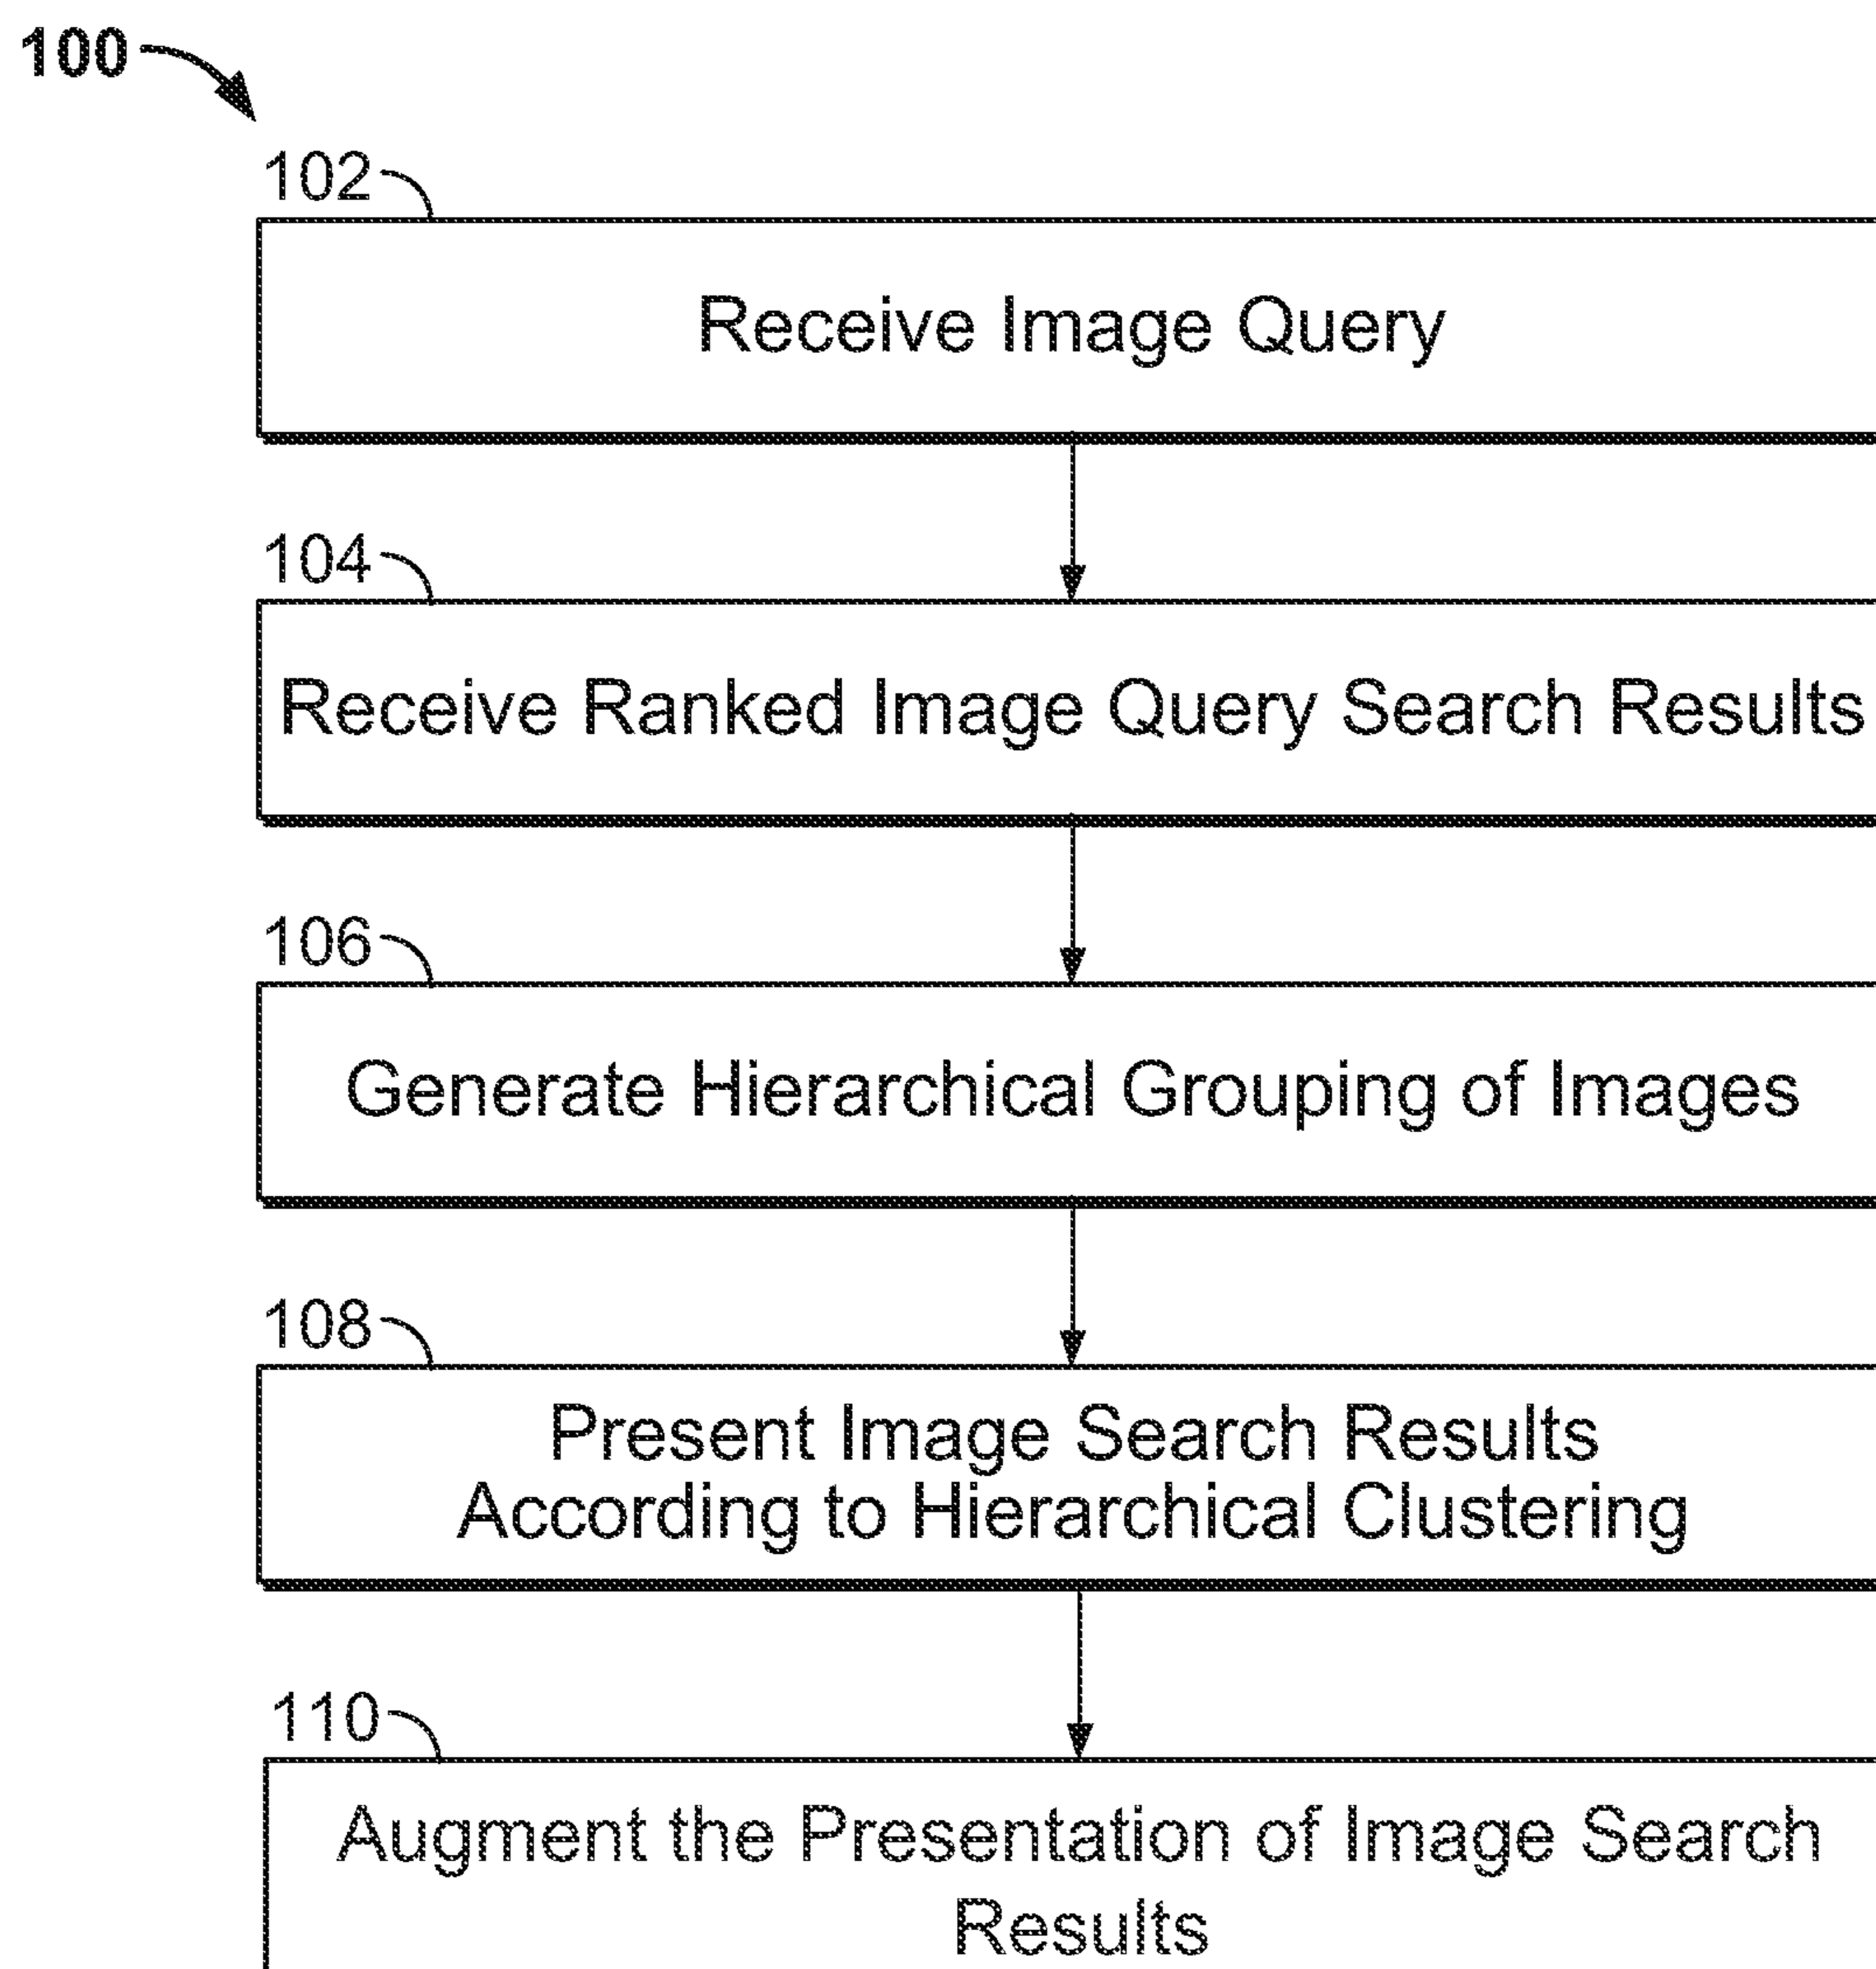 100
102
Receive Image Query
104
Receive Ranked Image Query Search Results
106
Generate Hierarchical Grouping of Images
108
Present Image Search Results
According to Hierarchical Clustering
110
Augment the Presentation of Image Search
Results